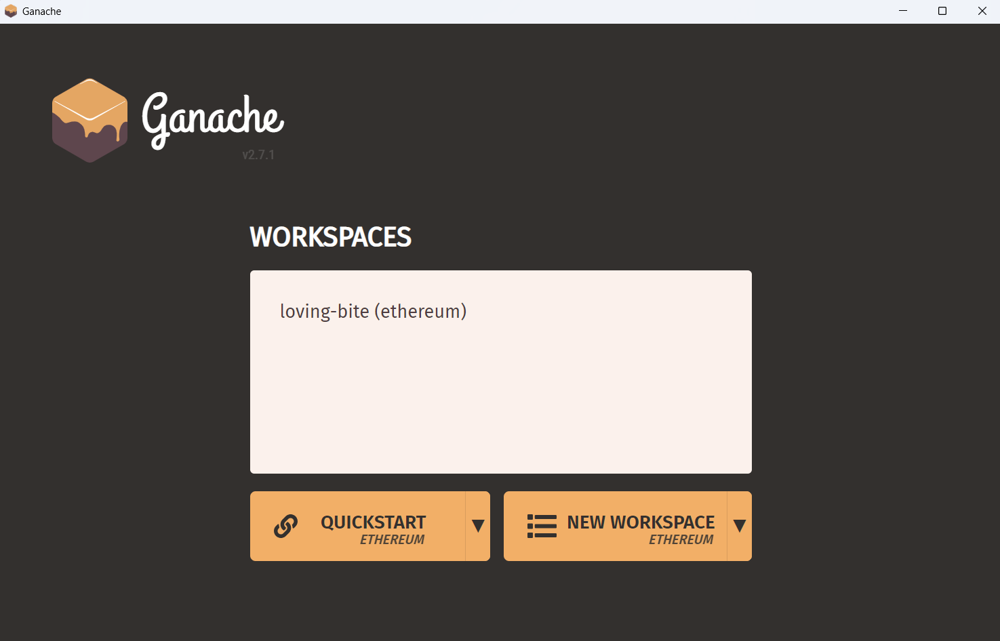 Ganache
Ganache
v2.7.1
WORKSPACES
loving-bite (ethereum)
QUICKSTART
ETHEREUM
NEW WORKSPACE
ETHEREUM